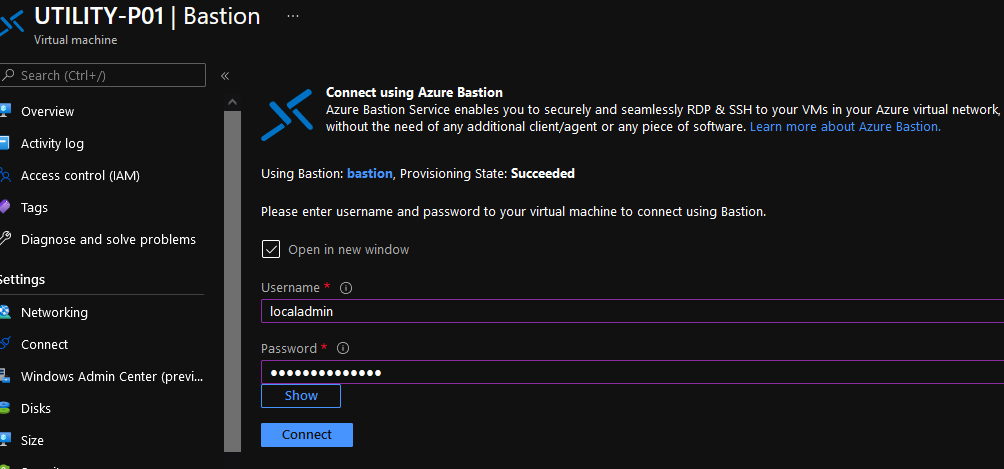 UTILITY-P01 | Bastion ...
Virtual machine
Search (Ctrl+/)
«
Overview
Activity log
Access control (IAM)
Tags
Diagnose and solve problems
Settings
Networking
Connect
Windows Admin Center (previ...
Disks
Size
Connect using Azure Bastion
Azure Bastion Service enables you to securely and seamlessly RDP & SSH to your VMs in your Azure virtual network,
without the need of any additional client/agent or any piece of software. Learn more about Azure Bastion.
Using Bastion: bastion, Provisioning State: Succeeded
Please enter username and password to your virtual machine to connect using Bastion.
Open in new window
Username *
localadmin
Password *
●●●●●●●●●●●●●●
Show
Connect